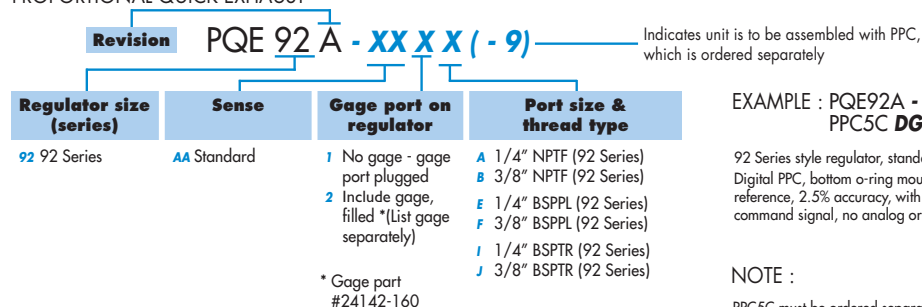 PROPORTIONAL QUICK EXHAUST
Revision PQE 92 A - XX X X ( - 9)
Indicates unit is to be assembled with PPC,
which is ordered separately
Regulator size
(series)
92 92 Series
Sense
AA Standard
Gage port on
regulator
1 No gage - gage
port plugged
2 Include gage,
filled *(List gage
separately)
* Gage part
#24142-160
Port size &
thread type
A 1/4” NPTF (92 Series)
B 3/8” NPTF (92 Series)
E 1/4” BSPPL (92 Series)
F 3/8” BSPPL (92 Series)
I 1/4” BSPTR (92 Series)
J 3/8” BSPTR (92 Series)
EXAMPLE : PQE92A -
PPC5C DG
92 Series style regulator,
Digital PPC, bottom o-ring
reference, 2.5% accuracy, with
command signal, no analog
NOTE :
PPC5C must be ordered